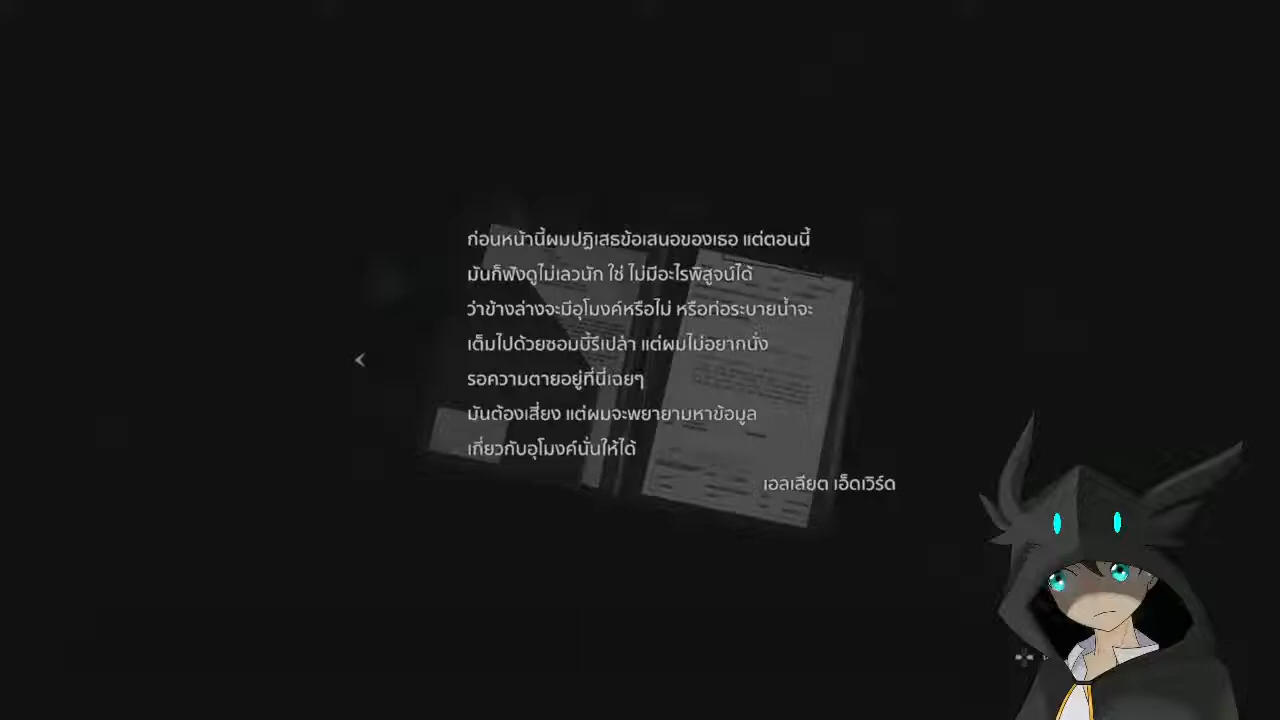 ก่อนหน้านี้ผมปฏิเสธข้อเสนอของเธอ แต่ตอนนี้
มันก็ฟังดูไม่เลวนัก ใช่ ไม่มีอะไรพิสูจน์ได้
ว่าข้างล่างจะมีอุโมงค์หรือไม่ หรือท่อระบายน้ำจะ
เต็มไปด้วยซอมบี้รึเปล่า แต่ผมไม่อยากนั่ง
รอความตายอยู่ที่นี่เฉยๆ
มันต้องเสี่ยง แต่ผมจะพยายามหาข้อมูล
เกี่ยวกับอุโมงค์นั่นให้ได้
เอลเลียต เอ็ดเวิร์ด